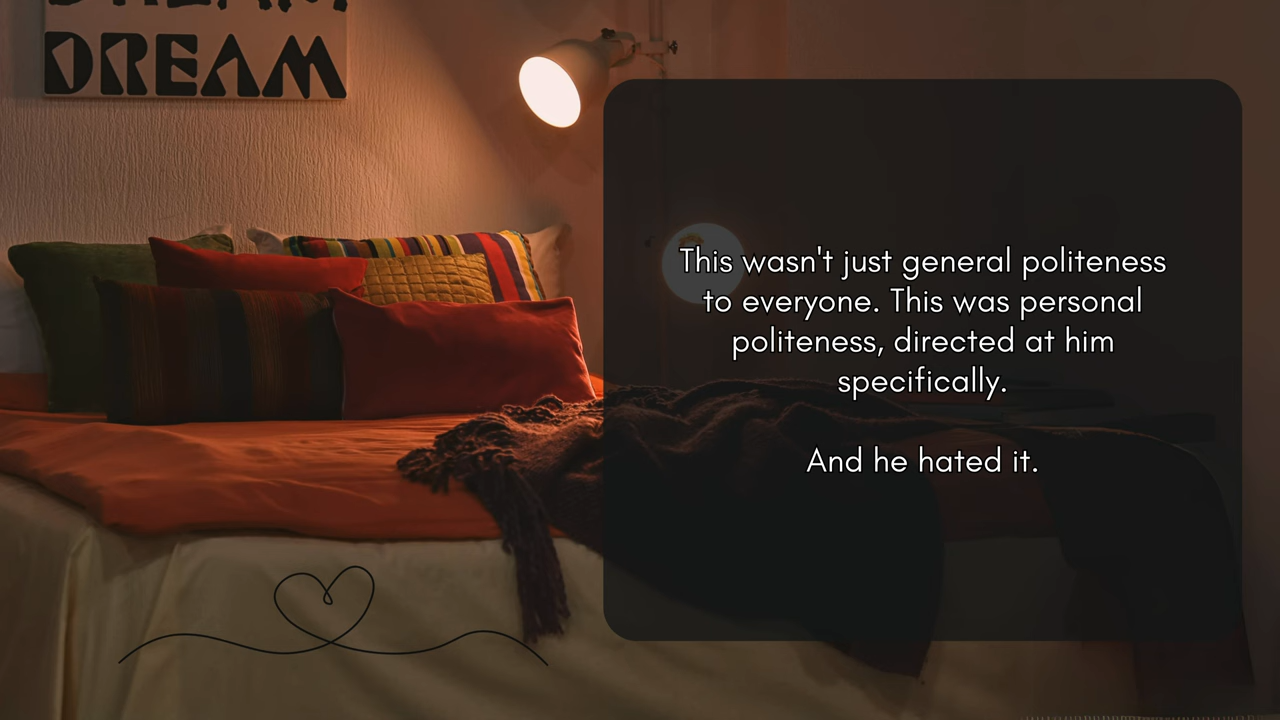 DREAM
DREAM
This wasn't just general politeness
to everyone. This was personal
politeness, directed at him
specifically.
And he hated it.